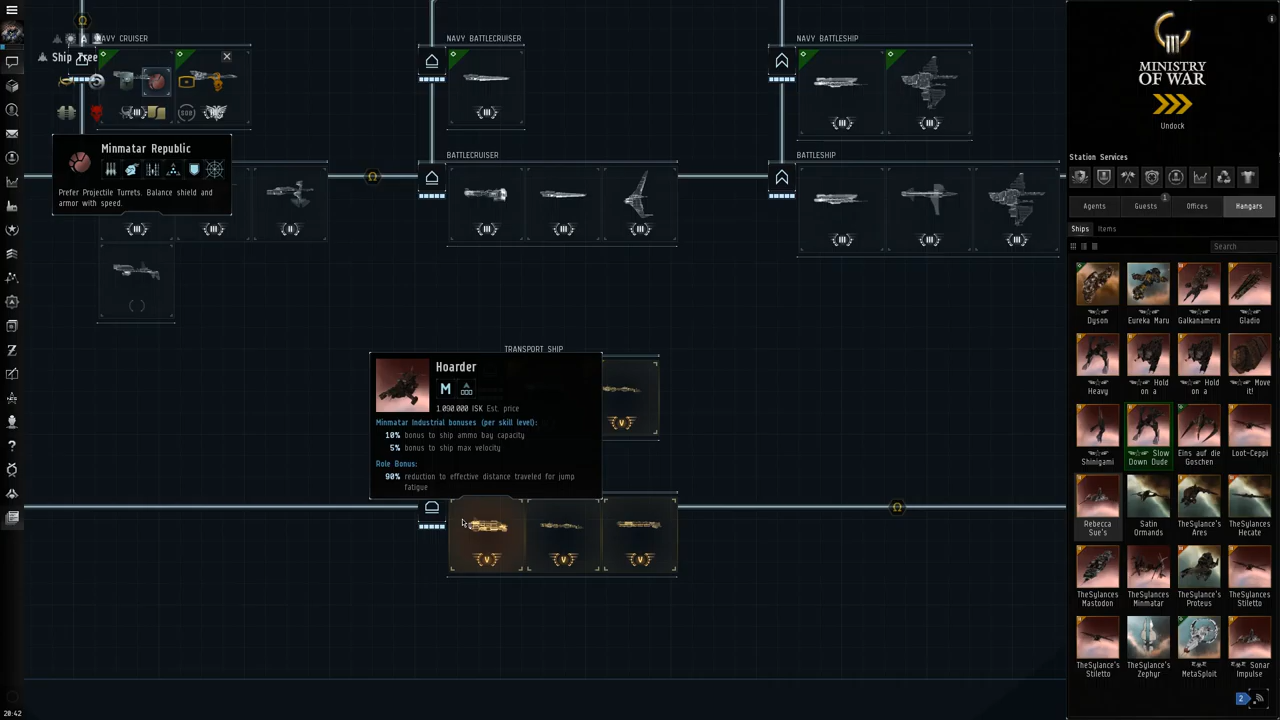 NAVY CRUISER
NAVY BATTLECRUISER
NAVY BATTLESHIP
Ship Tree
Minmatar Republic
Prefer Projectile Turrets. Balance shield and
armor with speed.
BATTLECRUISER
BATTLESHIP
TRANSPORT SHIP
Hoarder
M
1.090.000 ISK Est. price
Minmatar Industrial bonuses (per skill level):
10% bonus to ship ammo bay capacity
5% bonus to ship max velocity
Role Bonus:
90% reduction to effective distance traveled for jump
fatigue
V
V
V
V
20:42
MINISTRY
OF WAR
Undock
Station Services
Agents
Guests
1
Offices
Hangars
Ships
Items
Search
Dyson
Eureka Maru
Galkanamera
Gladio
Heavy
Hold on a
Hold on a
Move it!
Shinigami
Slow Down Dude
Eins auf die Goschen
Loot-Ceppi
Rebecca Sue's
Satin Ormands
TheSylance's Ares
TheSylances Hecate
TheSylances Mastodon
TheSylances Minmatar
TheSylance's Proteus
TheSylances Stiletto
TheSylance's Stiletto
TheSylance's Zephyr
MetaSploit
Sonar Impulse
2